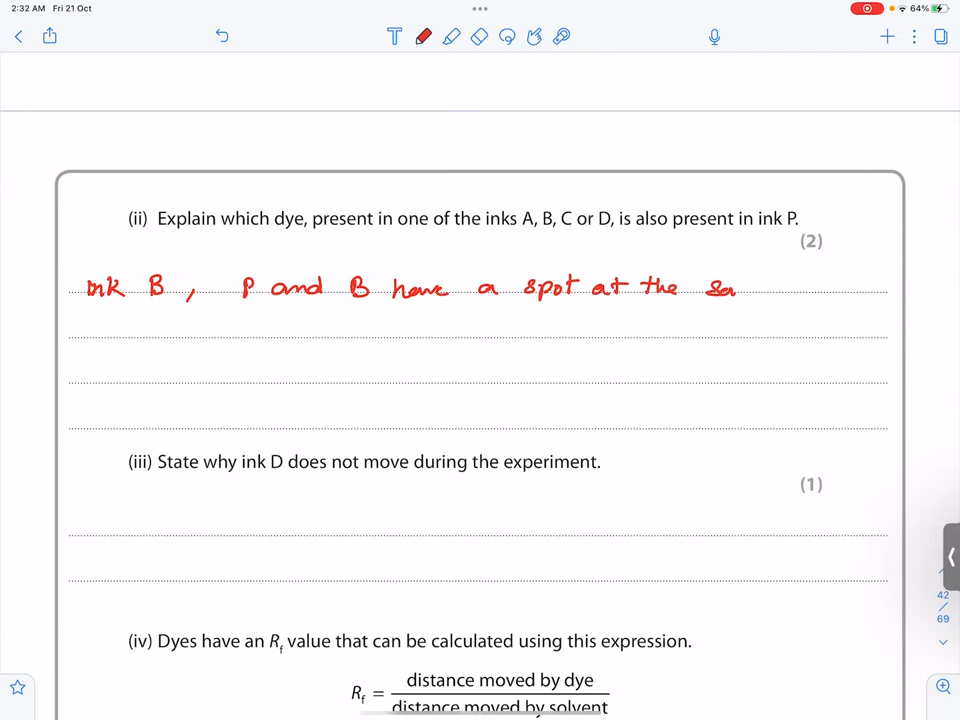 2:32 AM Fri 21 Oct
64%
(ii) Explain which dye, present in one of the inks A, B, C or D, is also present in ink P.
(2)
Ink B , P and B have a spot at the sa
(iii) State why ink D does not move during the experiment.
(1)
42
/
69
(iv) Dyes have an Rf value that can be calculated using this expression.
distance moved by dye
Rf =
distance moved by solvent